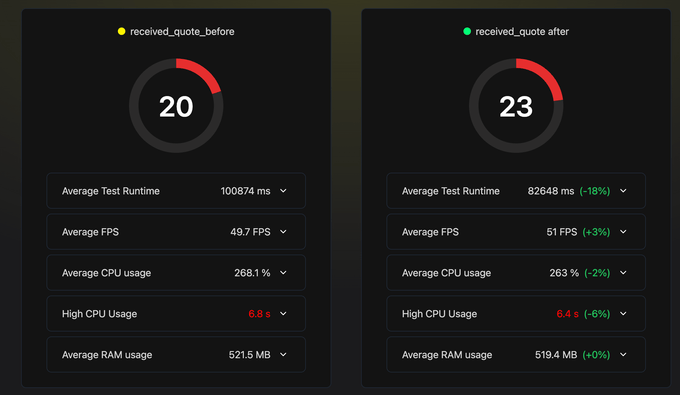 received_quote_before
20
Average Test Runtime 100874 ms
Average FPS 49.7 FPS
Average CPU usage 268.1 %
High CPU Usage 6.8 s
Average RAM usage 521.5 MB
received_quote after
23
Average Test Runtime 82648 ms (-18%)
Average FPS 51 FPS (+3%)
Average CPU usage 263 % (-2%)
High CPU Usage 6.4 s (-6%)
Average RAM usage 519.4 MB (+0%)